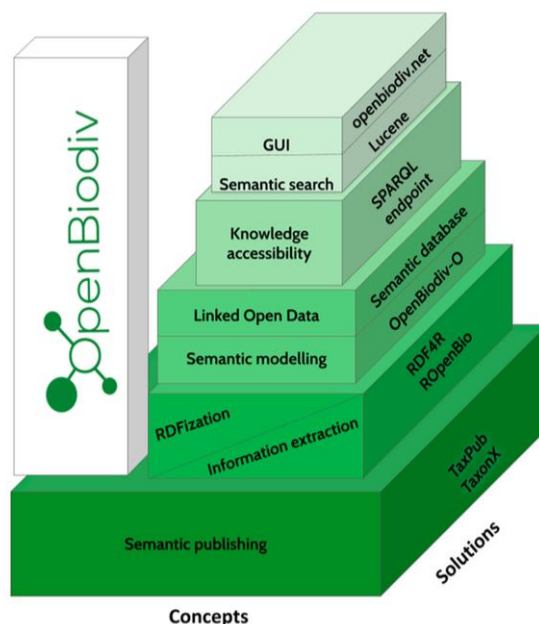 OpenBiodiv
GUI
openbiodiv.net
Semantic search
Lucene
Knowledge
accessibility
SPARQL
endpoint
Linked Open Data
Semantic database
Semantic modelling
OpenBiodiv-O
RDFization
Information extraction
RDF4R
ROpenBio
Semantic publishing
TaxPub
TaxonX
Concepts
Solutions